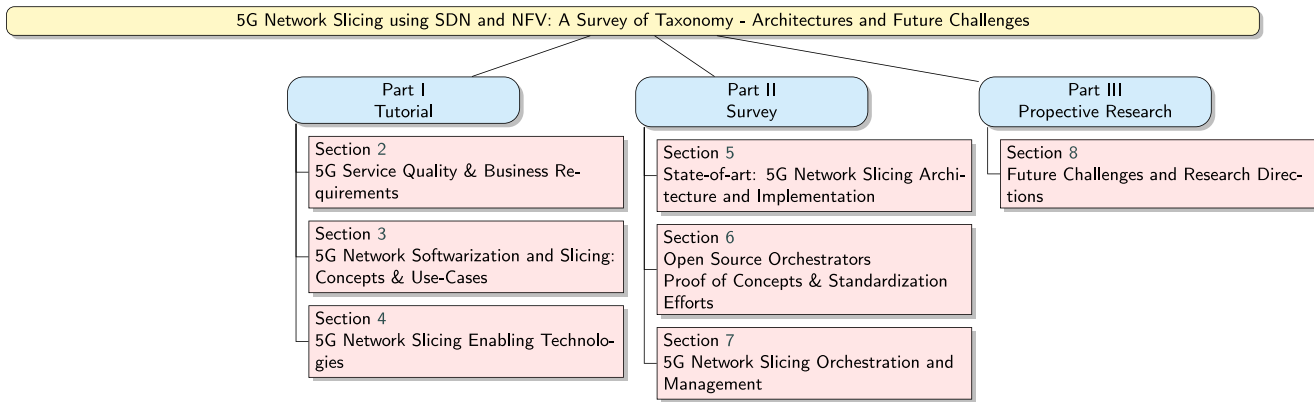 5G Network Slicing using SDN and NFV: A Survey of Taxonomy - Architectures and Future Challenges
Part I
Tutorial
Section 2
5G Service Quality & Business Re-
quirements
Section 3
5G Network Softwarization and Slicing:
Concepts & Use-Cases
Section 4
5G Network Slicing Enabling Technolo-
gies
Part II
Survey
Section 5
State-of-art: 5G Network Slicing Archi-
tecture and Implementation
Section 6
Open Source Orchestrators
Proof of Concepts & Standardization
Efforts
Section 7
5G Network Slicing Orchestration and
Management
Part III
Propective Research
Section 8
Future Challenges and Research Direc-
tions